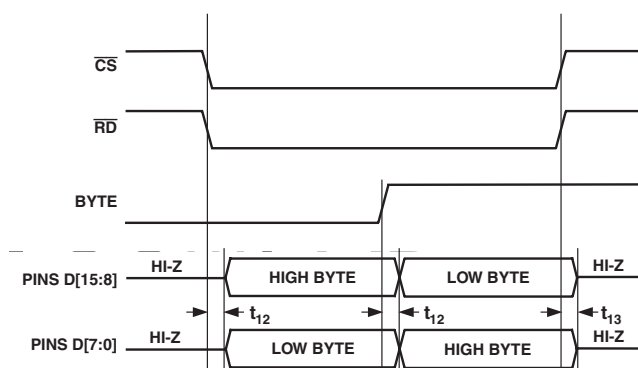 CS
RD
BYTE
PINS D[15:8] HI-Z HIGH BYTE LOW BYTE HI-Z
t12 t12 t13
PINS D[7:0] HI-Z LOW BYTE HIGH BYTE HI-Z